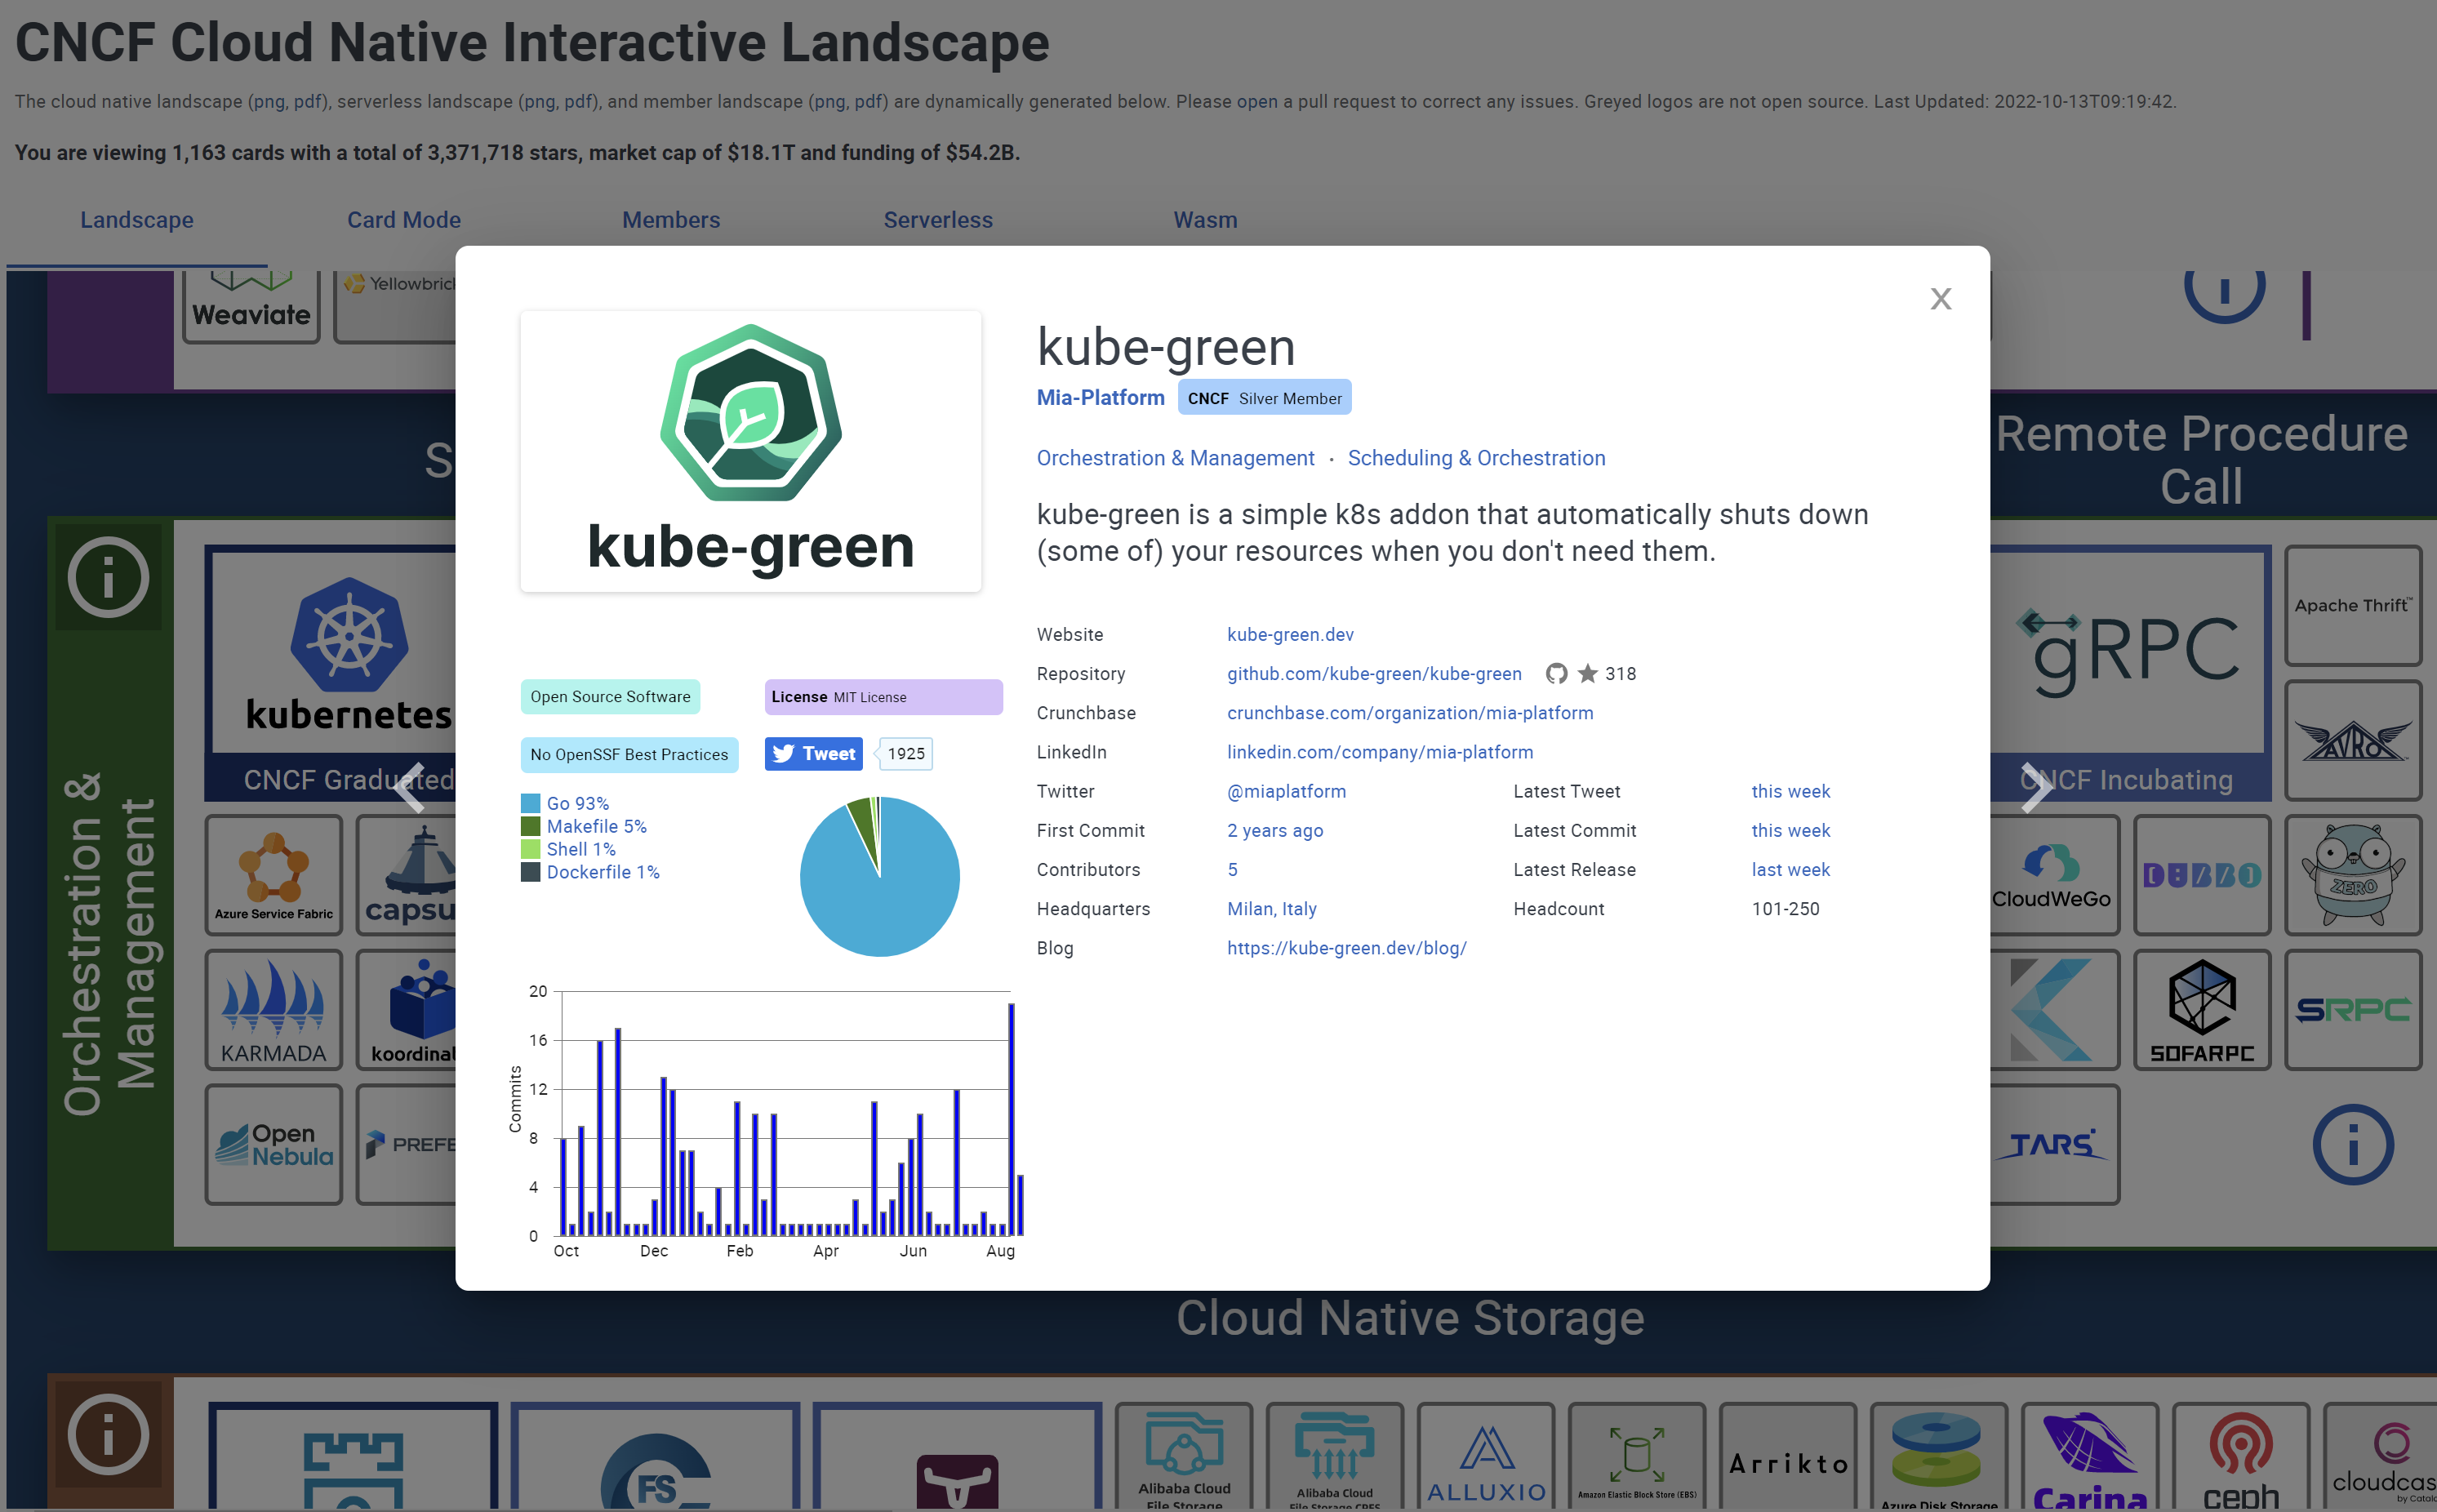 CNCF Cloud Native Interactive Landscape
The cloud native landscape (png, pdf), serverless landscape (png, pdf), and member landscape (png, pdf) are dynamically generated below. Please open a pull request to correct any issues. Greyed logos are not open source. Last Updated: 2022-10-13T09:19:42.
You are viewing 1,163 cards with a total of 3,371,718 stars, market cap of $18.1T and funding of $54.2B.
Landscape Card Mode Members Serverless Wasm
Weaviate
X
kube-green
kube-green
Mia-Platform CNCF Silver Member
Orchestration & Management · Scheduling & Orchestration
kube-green is a simple k8s addon that automatically shuts down
(some of) your resources when you don't need them.
Website kube-green.dev
Repository github.com/kube-green/kube-green 318
Crunchbase crunchbase.com/organization/mia-platform
LinkedIn linkedin.com/company/mia-platform
Twitter @miaplatform Latest Tweet this week
First Commit 2 years ago Latest Commit this week
Contributors 5 Latest Release last week
Headquarters Milan, Italy Headcount 101-250
Blog https://kube-green.dev/blog/
Open Source Software License MIT License
No OpenSSF Best Practices Tweet 1925
Go 93%
Makefile 5%
Shell 1%
Dockerfile 1%
Commits
20
16
12
8
4
0
Oct Dec Feb Apr Jun Aug
Orchestration &
Management
kubernetes
CNCF Graduated
Azure Service Fabric
KARMADA
Open
Nebula
Remote Procedure
Call
gRPC
CNCF Incubating
Apache Thrift™
AVRO
CloudWeGo
DUBBO
ZERO
SOFARPC
SRPC
TARS
Cloud Native Storage
FS
Alibaba Cloud
File Storage
Alibaba Cloud
File Storage CPFS
ALLUXIO
Amazon Elastic Block Store (EBS)
Arrikto
Azure Disk Storage
Carina
ceph